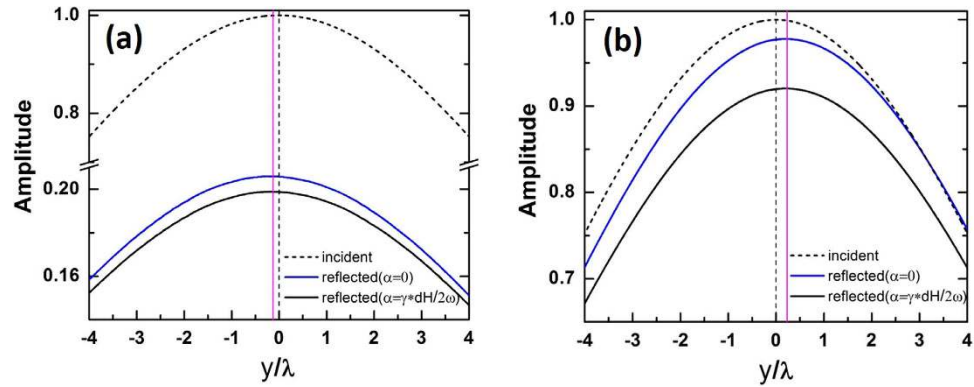 (a)
Amplitude
1.0
0.8
0.20
0.16
incident
reflected(α=0)
reflected(α=γ*dH/2ω)
-4 -3 -2 -1 0 1 2 3 4
y/λ
(b)
Amplitude
1.0
0.9
0.8
0.7
incident
reflected(α=0)
reflected(α=γ*dH/2ω)
-4 -3 -2 -1 0 1 2 3 4
y/λ